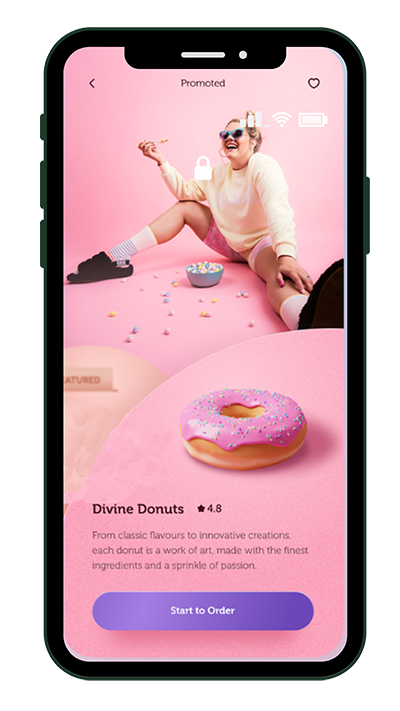 Promoted
Divine Donuts ★ 4.8
From classic flavours to innovative creations,
each donut is a work of art, made with the finest
ingredients and a sprinkle of passion.
Start to Order